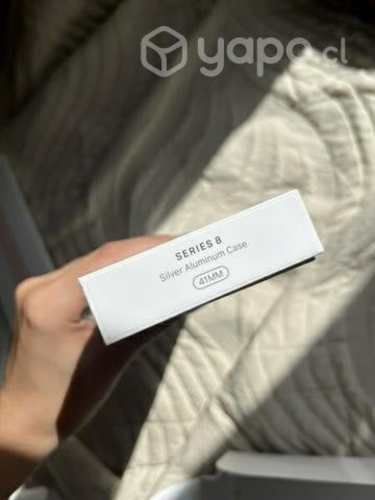 yapo.cl
SERIES 8
Silver Aluminum Case
41MM